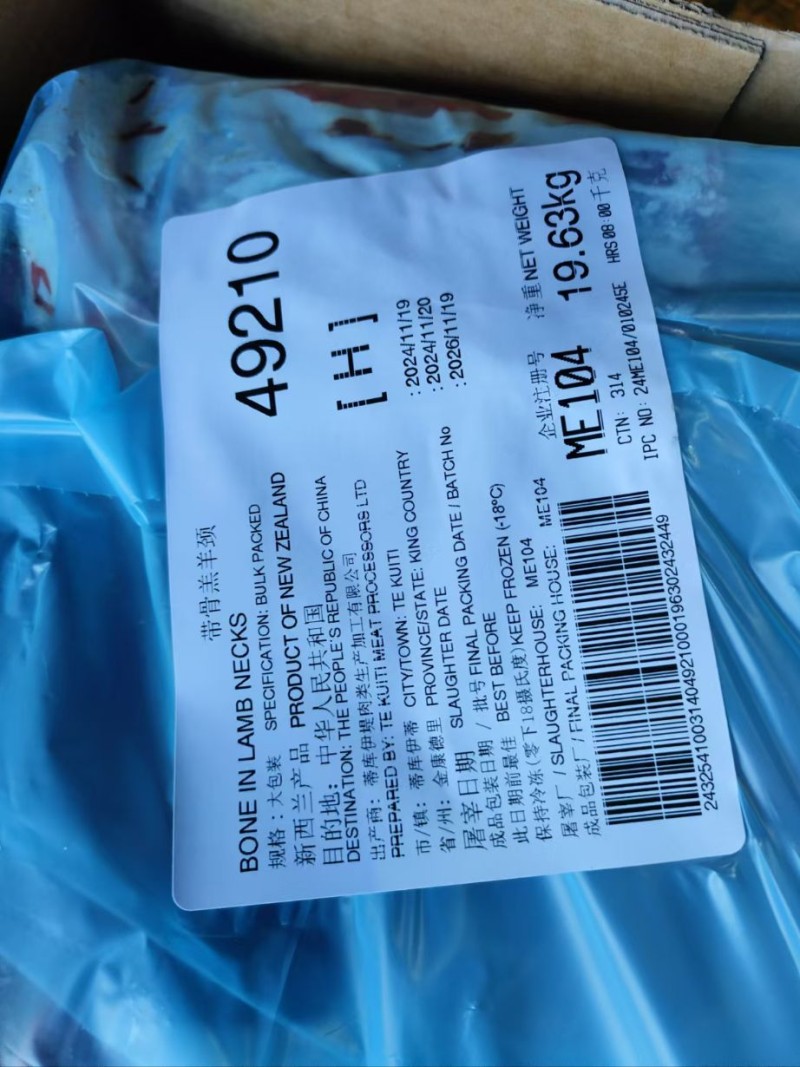 带骨羔羊颈
BONE IN LAMB NECKS
49210
规格：大包装 SPECIFICATION: BULK PACKED
新西兰产品 PRODUCT OF NEW ZEALAND
[H]
目的地：中华人民共和国
DESTINATION: THE PEOPLE'S REPUBLIC OF CHINA
出产商：蒂库伊堤肉类生产加工有限公司
PREPARED BY: TE KUITI MEAT PROCESSORS LTD
市/镇：蒂库伊蒂 CITY/TOWN: TE KUITI
省/州：金康德里 PROVINCE/STATE: KING COUNTRY
屠宰日期 SLAUGHTER DATE :2024/11/19
成品包装日期 / 批号 FINAL PACKING DATE / BATCH No :2024/11/20
此日期前最佳 BEST BEFORE :2026/11/19
保持冷冻(零下18摄氏度)KEEP FROZEN (-18ºC)
屠宰厂 / SLAUGHTERHOUSE: ME104
成品包装厂 / FINAL PACKING HOUSE: ME104
企业注册号 净重 NET WEIGHT
ME104 19.63kg
CTN: 314 HRS08:00 千克
IPC NO: 24ME104/010245E
24325410031404921000196302432449